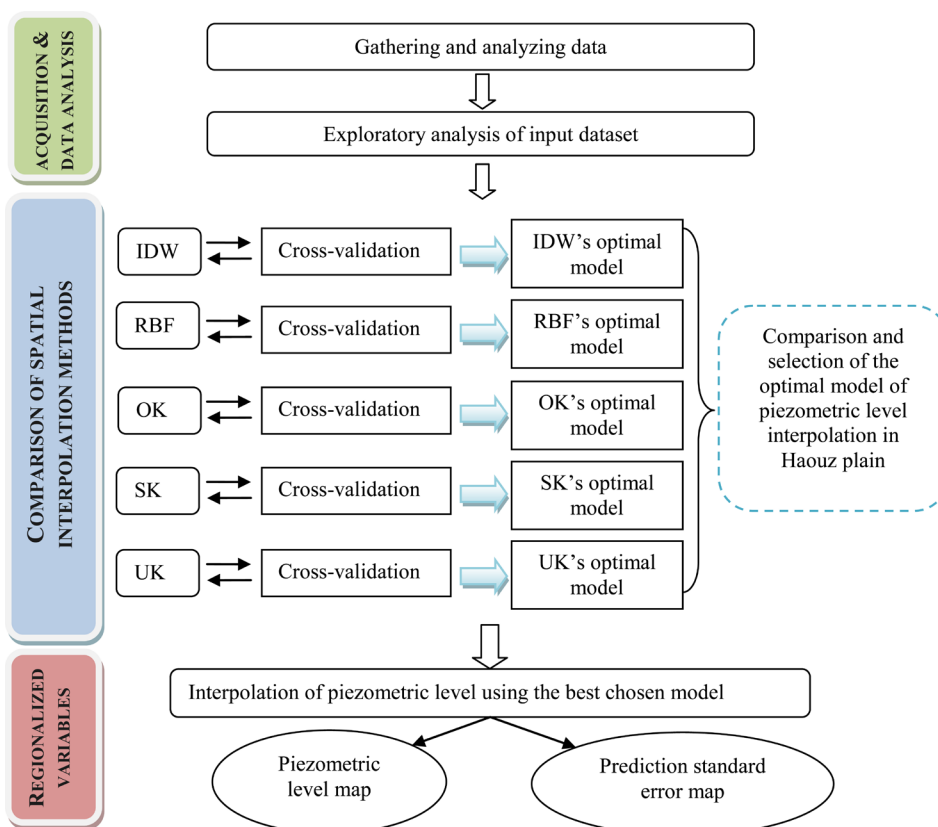 ACQUISITION &
DATA ANALYSIS
Gathering and analyzing data
Exploratory analysis of input dataset
COMPARISON OF SPATIAL
INTERPOLATION METHODS
IDW
Cross-validation
IDW's optimal
model
RBF
Cross-validation
RBF's optimal
model
OK
Cross-validation
OK's optimal
model
SK
Cross-validation
SK's optimal
model
UK
Cross-validation
UK's optimal
model
Comparison and
selection of the
optimal model of
piezometric level
interpolation in
Haouz plain
REGIONALIZED
VARIABLES
Interpolation of piezometric level using the best chosen model
Piezometric
level map
Prediction standard
error map